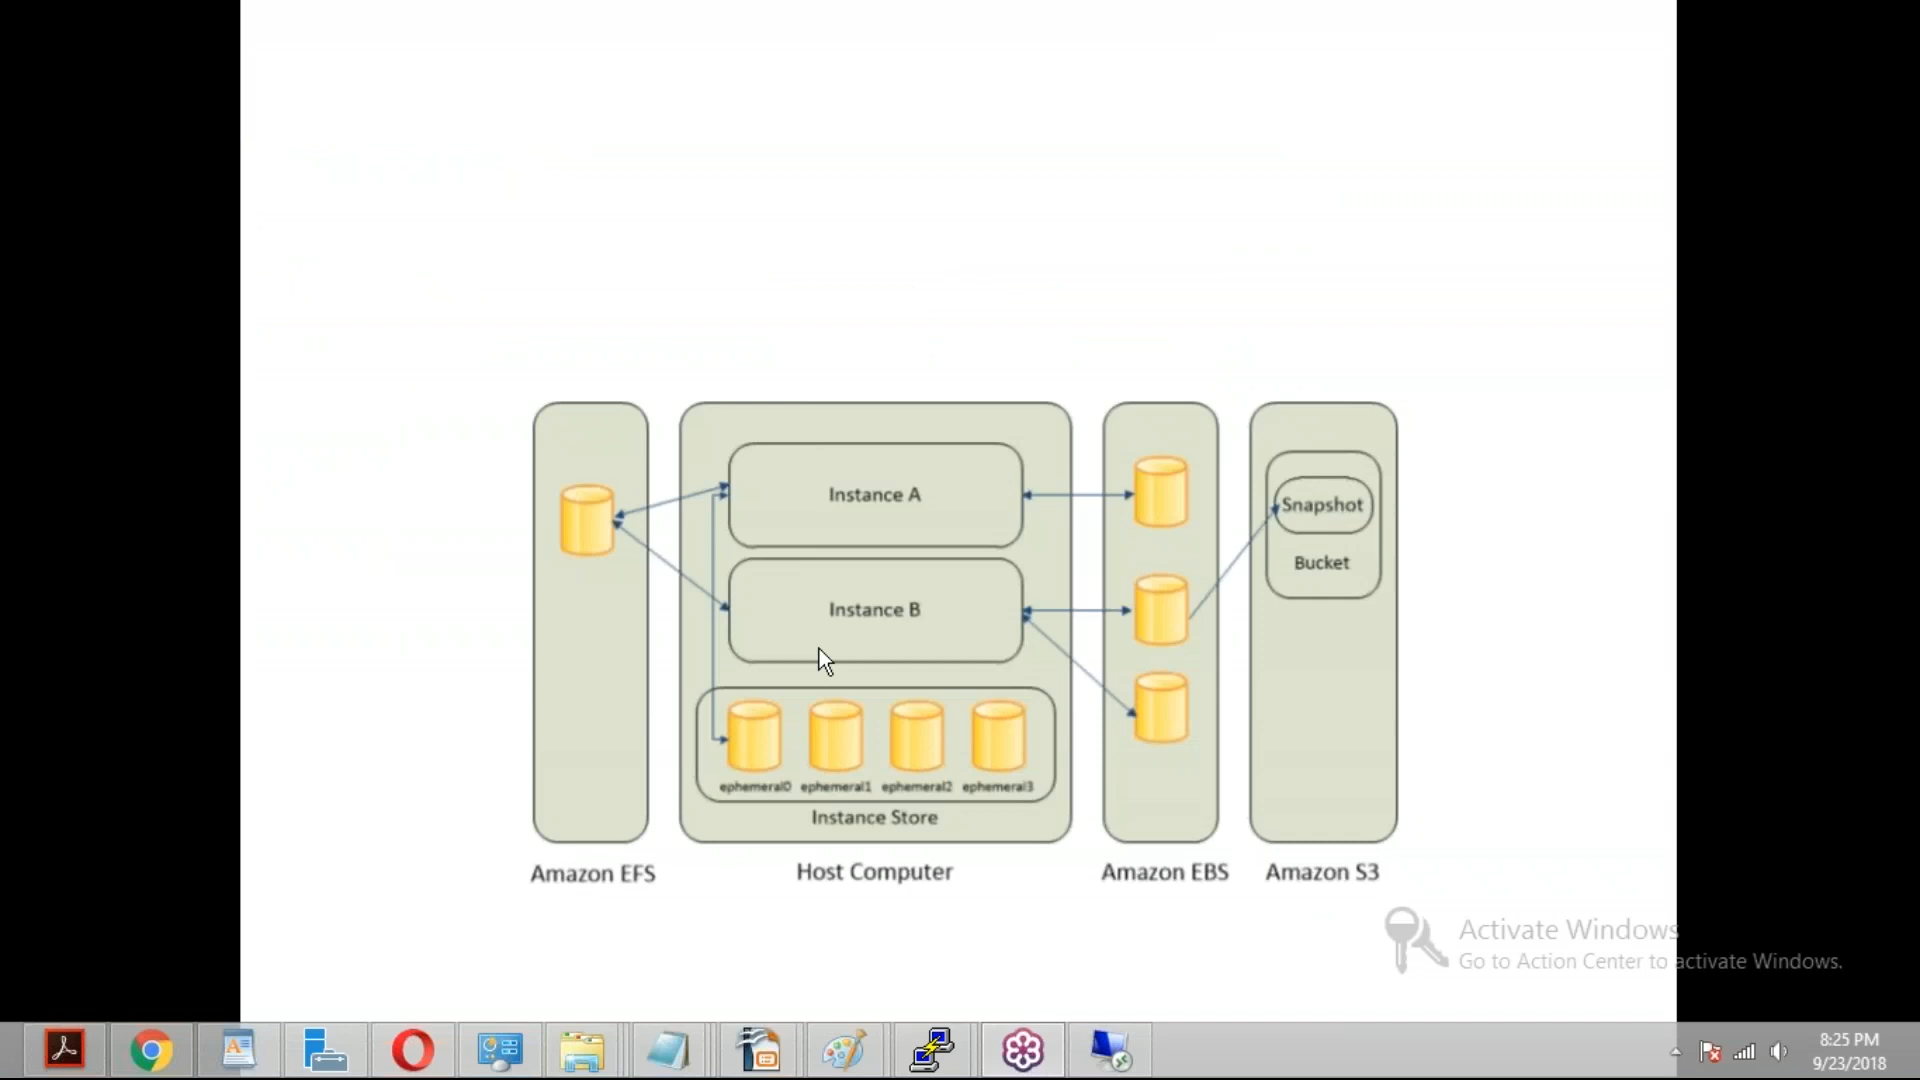 Instance A
Snapshot
Bucket
Instance B
ephemeral0 ephemeral1 ephemeral2 ephemeral3
Instance Store
Amazon EFS
Host Computer
Amazon EBS
Amazon S3
Activate Windows
Go to Action Center to activate Windows.
8:25 PM
9/23/2018